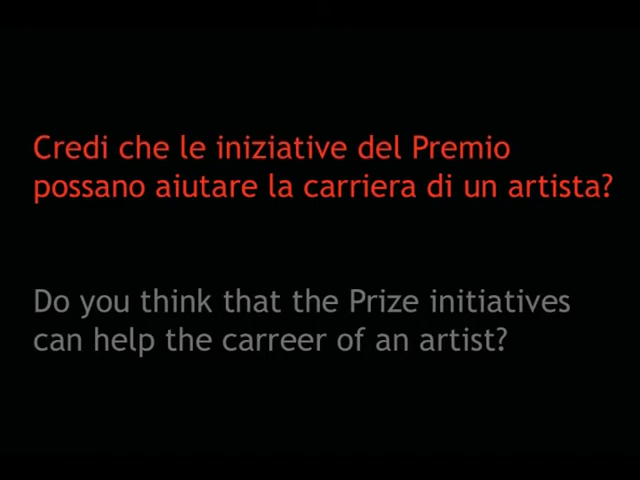 Credi che le iniziative del Premio
possano aiutare la carriera di un artista?
Do you think that the Prize initiatives
can help the carreer of an artist?